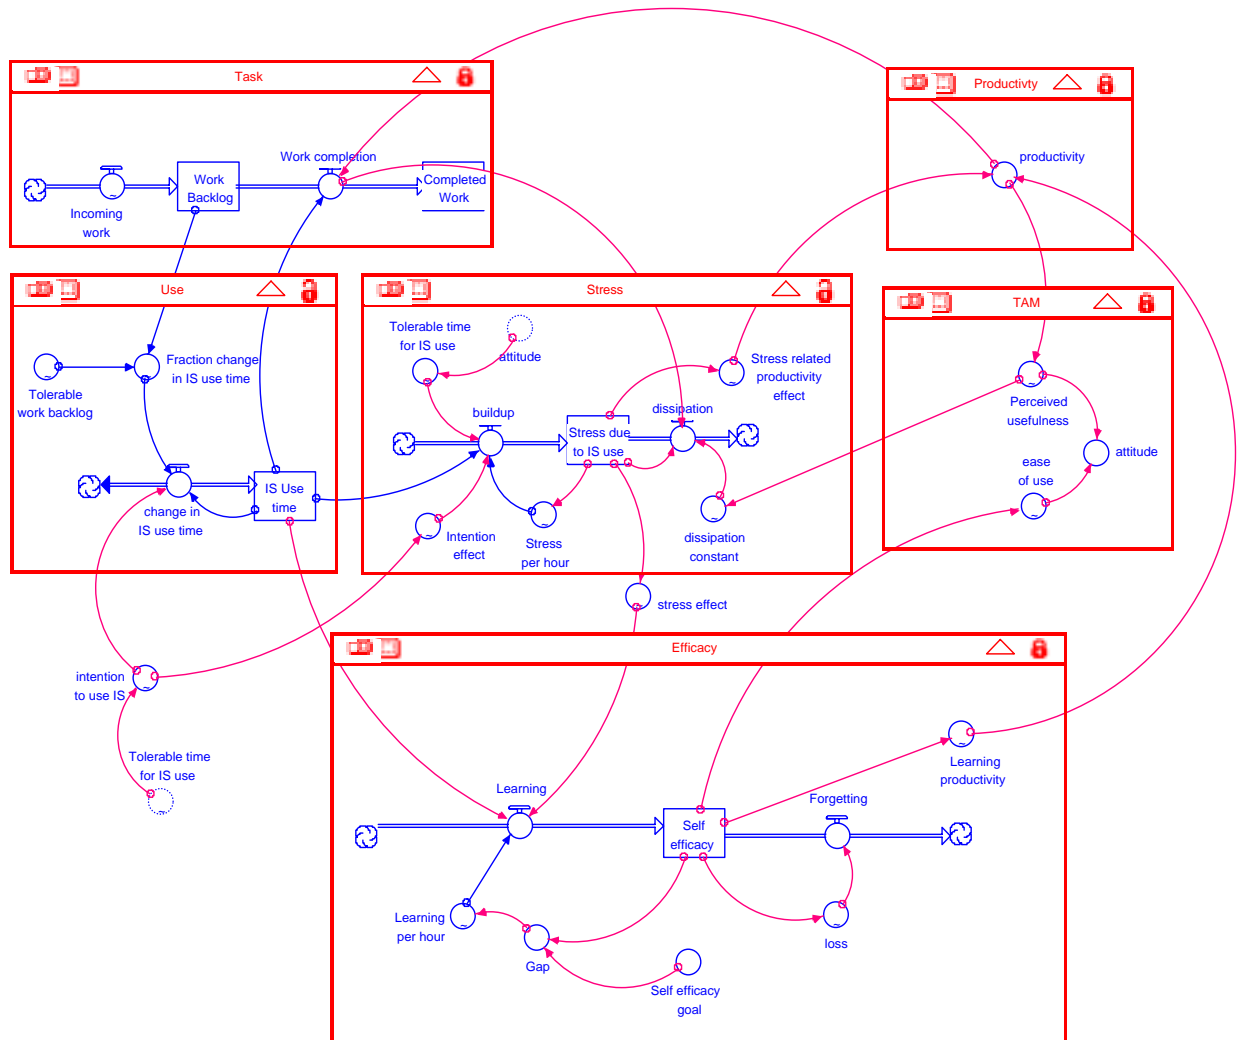 Task
Productivty
Work completion
productivity
Work
Backlog
Completed
Work
Incoming
work
Use
Stress
TAM
Tolerable time
for IS use
attitude
Fraction change
in IS use time
Stress related
productivity
effect
Tolerable
work backlog
Perceived
usefulness
buildup
dissipation
Stress due
to IS use
attitude
ease
of use
IS Use
time
change in
IS use time
Intention
effect
Stress
per hour
dissipation
constant
stress effect
Efficacy
intention
to use IS
Tolerable time
for IS use
Learning
productivity
Learning
Forgetting
Self
efficacy
Learning
per hour
loss
Gap
Self efficacy
goal